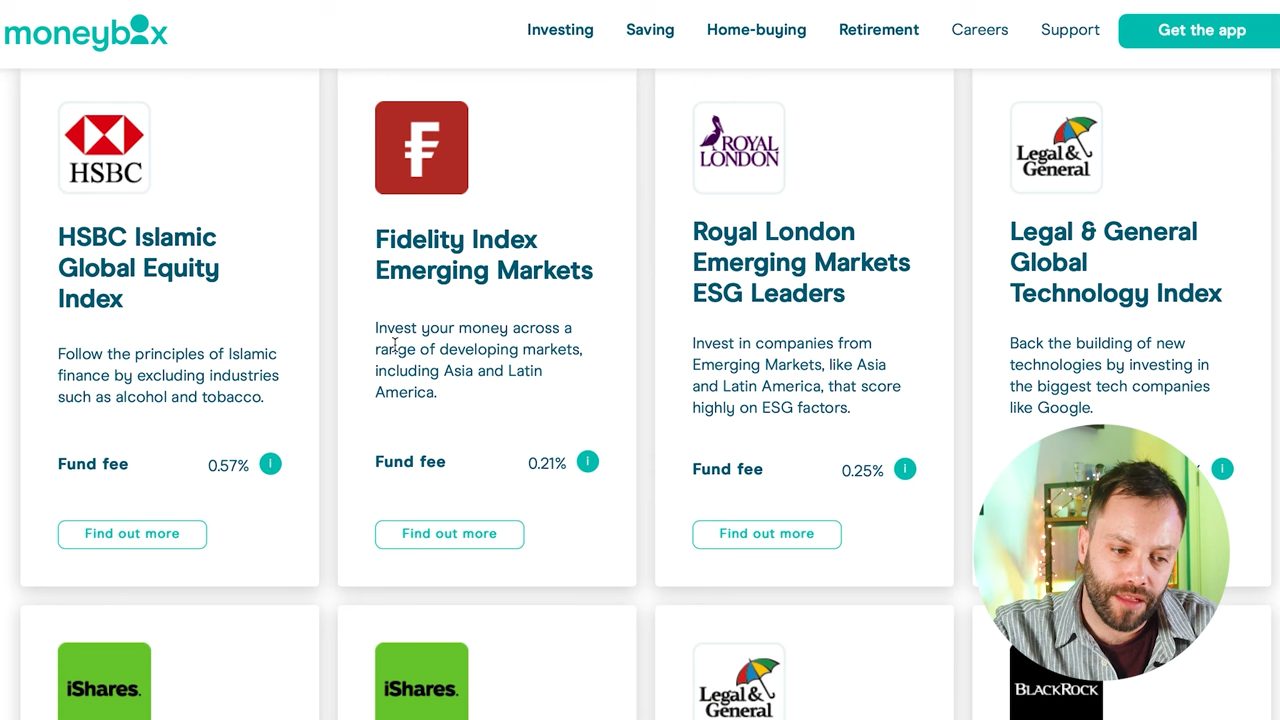 moneybox
Investing
Saving
Home-buying
Retirement
Careers
Support
Get the app
HSBC
HSBC Islamic
Global Equity
Index
Follow the principles of Islamic
finance by excluding industries
such as alcohol and tobacco.
Fund fee
0.57%
i
Find out more
F
Fidelity Index
Emerging Markets
Invest your money across a
range of developing markets,
including Asia and Latin
America.
Fund fee
0.21%
i
Find out more
ROYAL
LONDON
Royal London
Emerging Markets
ESG Leaders
Invest in companies from
Emerging Markets, like Asia
and Latin America, that score
highly on ESG factors.
Fund fee
0.25%
i
Find out more
Legal &
General
Legal & General
Global
Technology Index
Back the building of new
technologies by investing in
the biggest tech companies
like Google.
i
iShares.
iShares.
Legal &
General
BLACKROCK